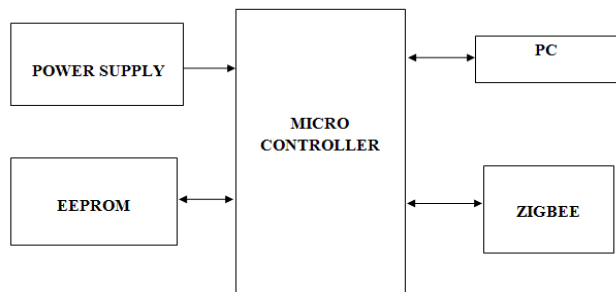 POWER SUPPLY
MICRO
CONTROLLER
PC
EEPROM
ZIGBEE